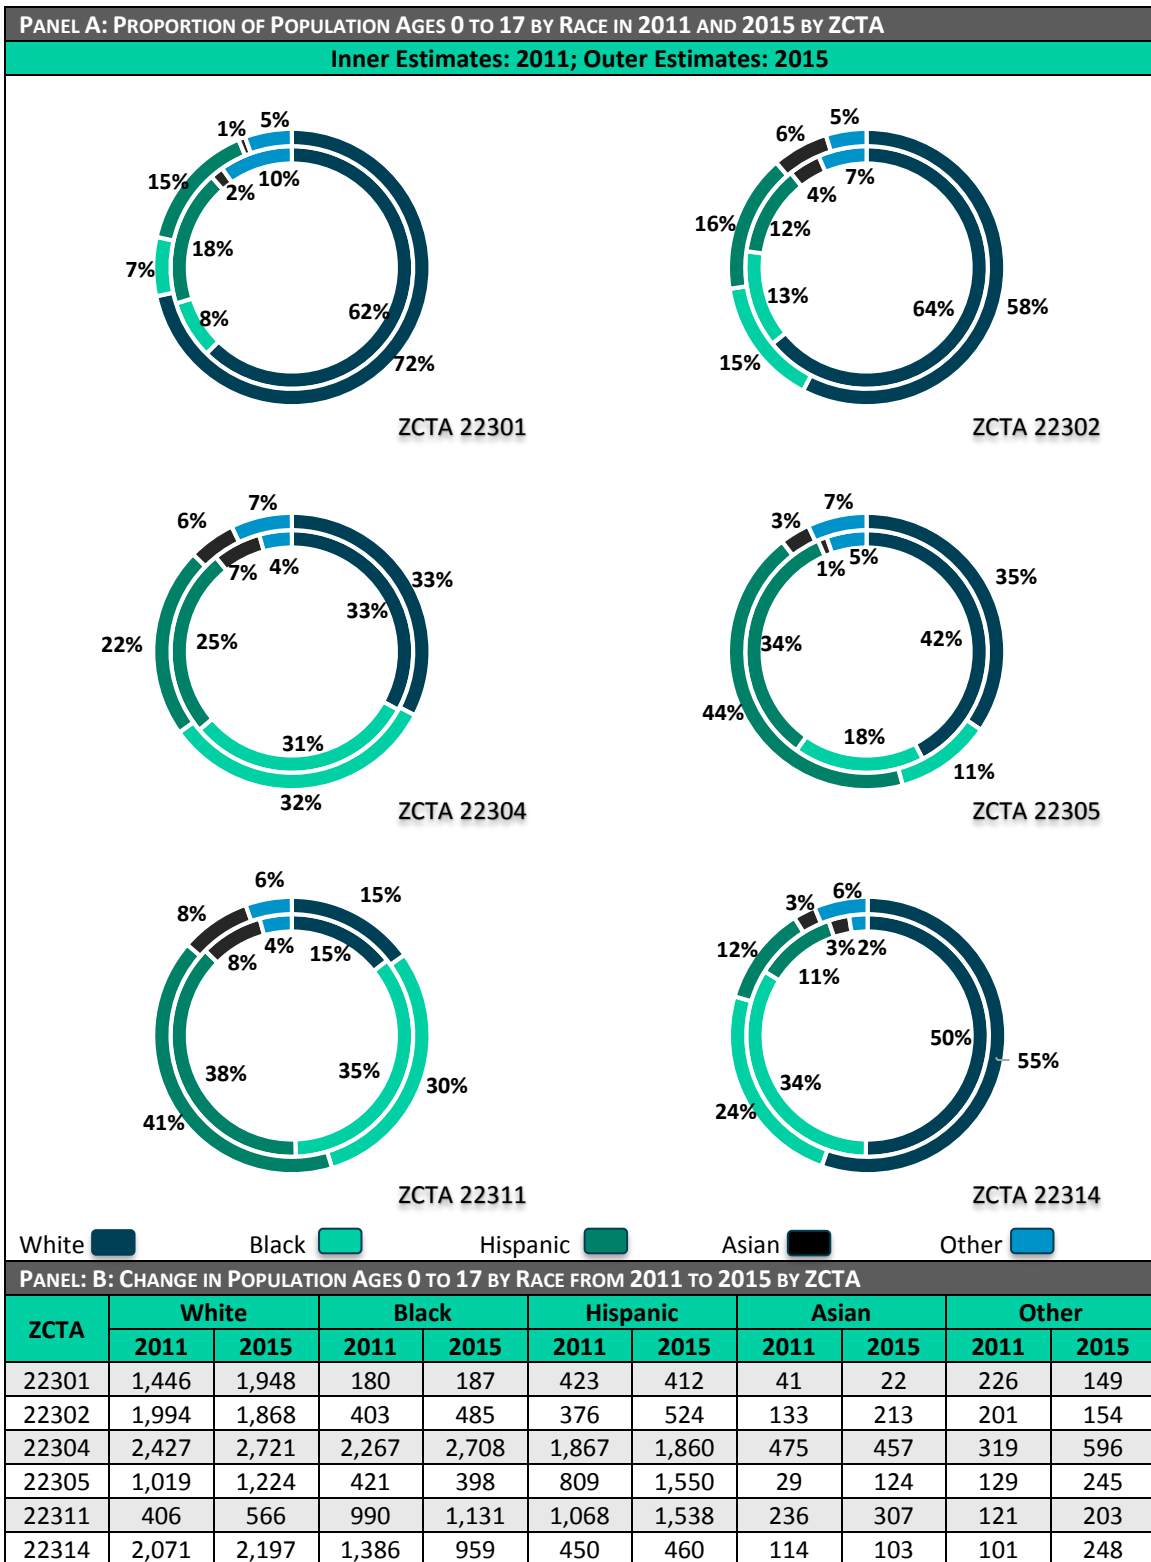 PANEL A: PROPORTION OF POPULATION AGES 0 TO 17 BY RACE IN 2011 AND 2015 BY ZCTA
Inner Estimates: 2011; Outer Estimates: 2015
1% 5%
15% 2% 10%
18%
7%
8% 62%
72%
ZCTA 22301
6% 5%
4% 7%
16% 12%
13% 64% 58%
15%
ZCTA 22302
6% 7%
7% 4%
33%
33%
22% 25%
31%
32%
ZCTA 22304
3% 7%
1% 5%
35%
34% 42%
44%
18%
11%
ZCTA 22305
8% 6% 15%
8% 4% 15%
38% 35%
41% 30%
ZCTA 22311
3% 6%
12% 3% 2%
11%
50%
55%
34%
24%
ZCTA 22314
White Black Hispanic Asian Other
PANEL: B: CHANGE IN POPULATION AGES 0 TO 17 BY RACE FROM 2011 TO 2015 BY ZCTA
ZCTA White Black Hispanic Asian Other
2011 2015 2011 2015 2011 2015 2011 2015 2011 2015
22301 1,446 1,948 180 187 423 412 41 22 226 149
22302 1,994 1,868 403 485 376 524 133 213 201 154
22304 2,427 2,721 2,267 2,708 1,867 1,860 475 457 319 596
22305 1,019 1,224 421 398 809 1,550 29 124 129 245
22311 406 566 990 1,131 1,068 1,538 236 307 121 203
22314 2,071 2,197 1,386 959 450 460 114 103 101 248